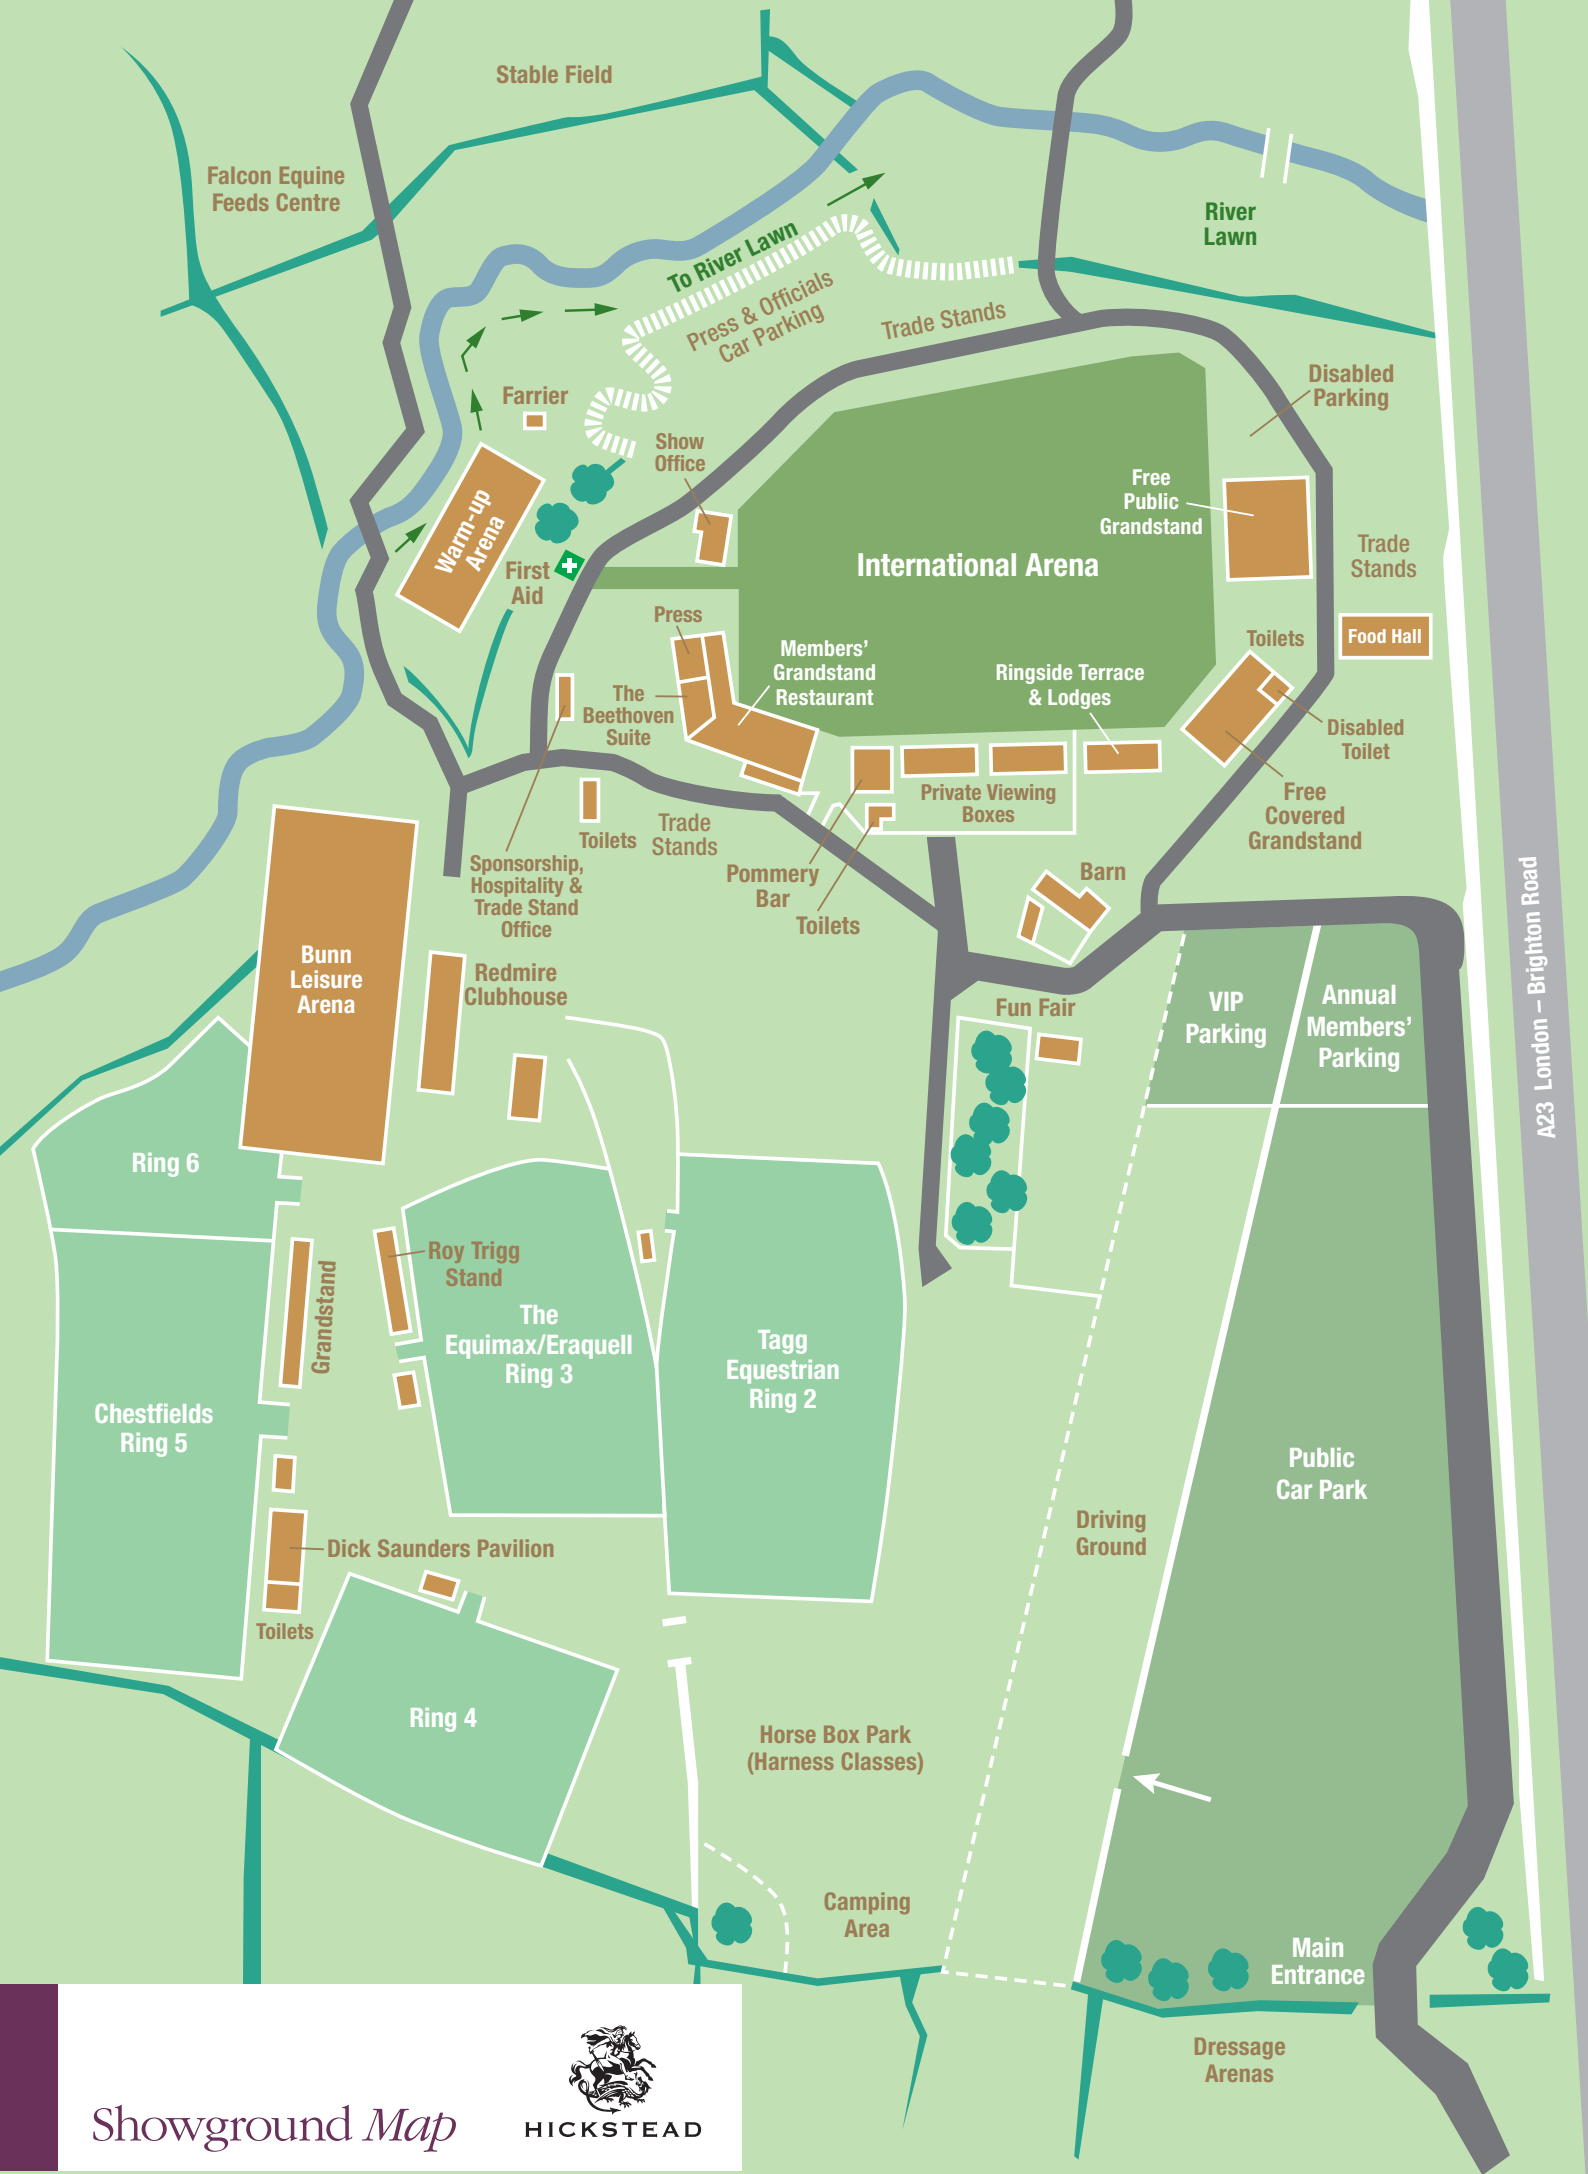 Stable Field
Falcon Equine
Feeds Centre
River
Lawn
To River Lawn
Press & Officials
Car Parking
Trade Stands
Disabled
Parking
Farrier
Show
Office
Free
Public
Grandstand
Warm-up
Arena
International Arena
Trade
Stands
First
Aid
Press
Food Hall
Toilets
Members'
Grandstand
Restaurant
Ringside Terrace
& Lodges
The
Beethoven
Suite
Disabled
Toilet
Private Viewing
Boxes
Free
Covered
Grandstand
Toilets
Trade
Stands
Sponsorship,
Hospitality &
Trade Stand
Office
Pommery
Bar
Toilets
Barn
A23 London – Brighton Road
Bunn
Leisure
Arena
Redmire
Clubhouse
Fun Fair
VIP
Parking
Annual
Members'
Parking
Ring 6
Roy Trigg
Stand
Grandstand
The
Equimax/Eraquell
Ring 3
Tagg
Equestrian
Ring 2
Chestfields
Ring 5
Public
Car Park
Driving
Ground
Dick Saunders Pavilion
Toilets
Ring 4
Horse Box Park
(Harness Classes)
Camping
Area
Main
Entrance
Dressage
Arenas
Showground Map
HICKSTEAD